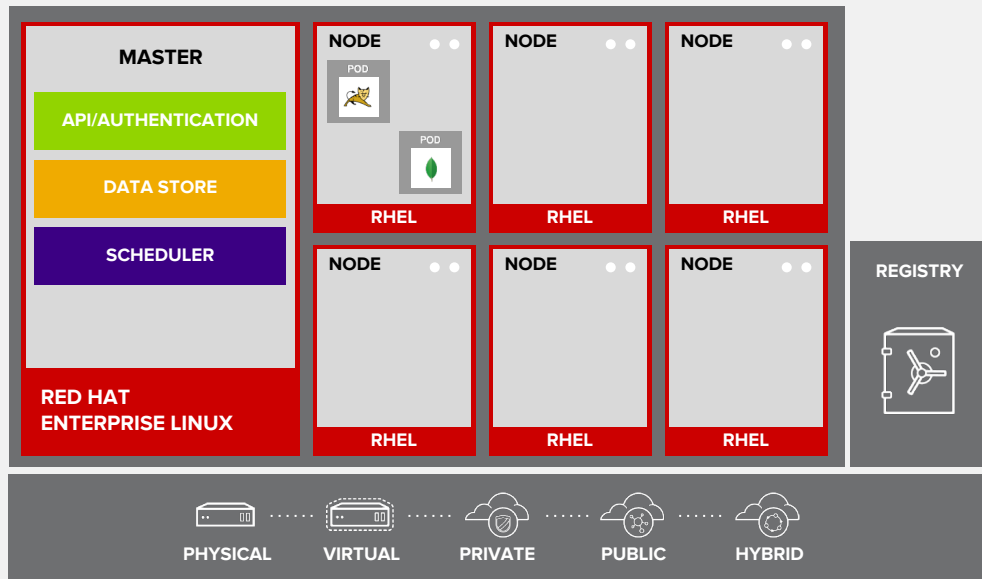 MASTER
API/AUTHENTICATION
DATA STORE
SCHEDULER
RED HAT
ENTERPRISE LINUX
NODE
POD
POD
RHEL
NODE
RHEL
NODE
RHEL
NODE
RHEL
NODE
RHEL
NODE
RHEL
REGISTRY
PHYSICAL
VIRTUAL
PRIVATE
PUBLIC
HYBRID